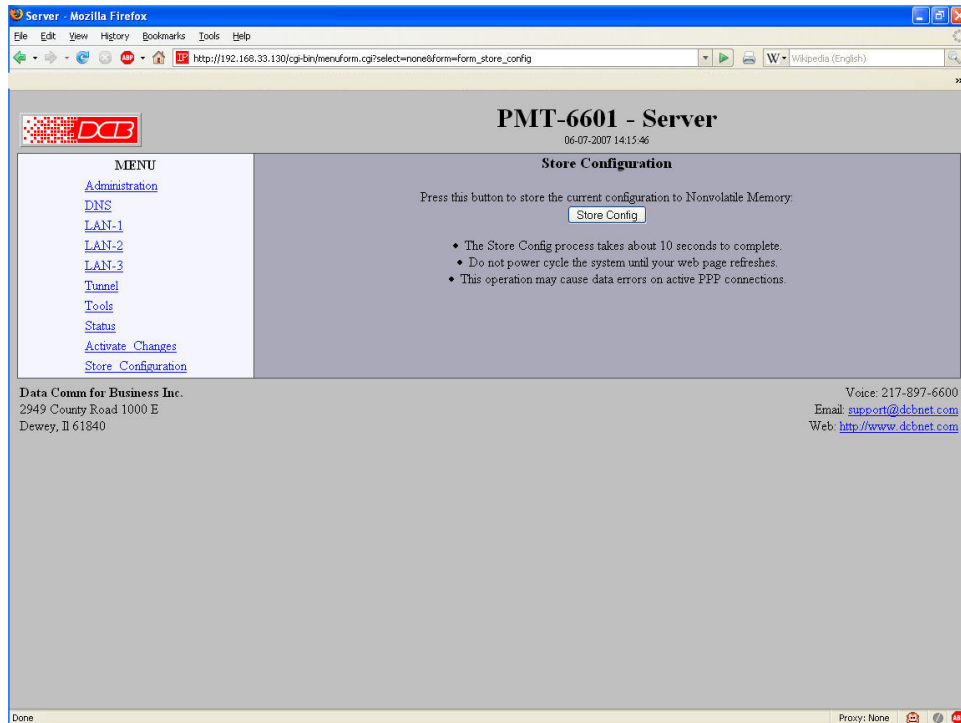 Server - Mozilla Firefox
File Edit View History Bookmarks Tools Help
ABP IP http://192.168.33.130/cgi-bin/menuform.cgi?select=none&form=form_store_config W Wikipedia (English)
DCB
PMT-6601 - Server
06-07-2007 14:15:46
MENU
Administration
DNS
LAN-1
LAN-2
LAN-3
Tunnel
Tools
Status
Activate Changes
Store Configuration
Store Configuration
Press this button to store the current configuration to Nonvolatile Memory:
Store Config
• The Store Config process takes about 10 seconds to complete.
• Do not power cycle the system until your web page refreshes.
• This operation may cause data errors on active PPP connections.
Data Comm for Business Inc.
2949 County Road 1000 E
Dewey, Il 61840
Voice: 217-897-6600
Email: support@dcbnet.com
Web: http://www.dcbnet.com
Done
Proxy: None